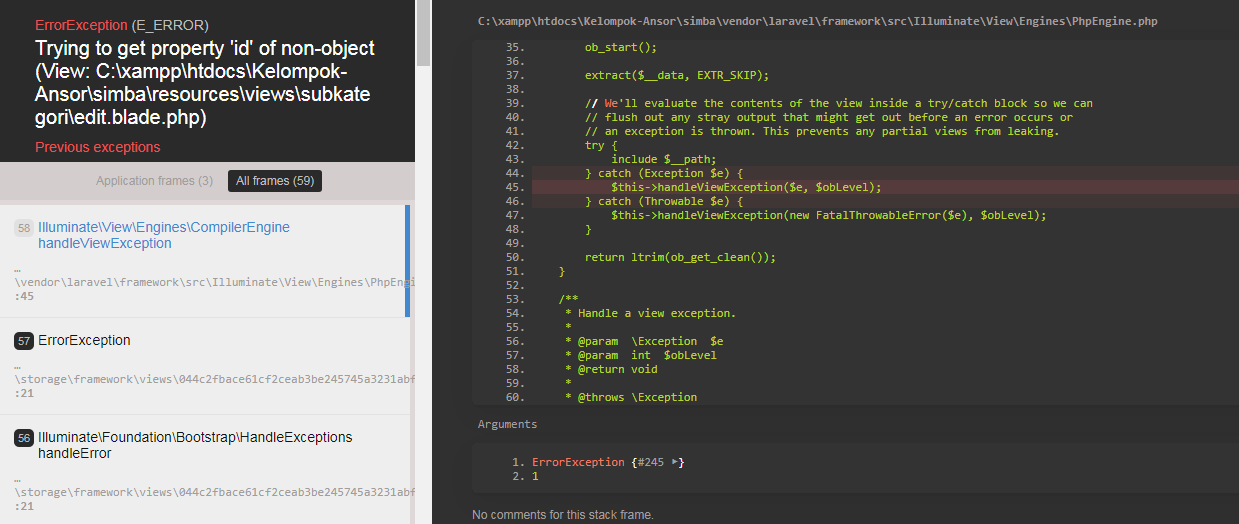 ErrorException (E_ERROR)
Trying to get property 'id' of non-object
(View: C:\xampp\htdocs\Kelompok-
Ansor\simba\resources\views\subkate
gori\edit.blade.php)
Previous exceptions
Application frames (3)
All frames (59)
58 Illuminate\View\Engines\CompilerEngine
handleViewException
…
\vendor\laravel\framework\src\Illuminate\View\Engines\PhpEngi
:45
57 ErrorException
…
\storage\framework\views\044c2fbace61cf2ceab3be245745a3231abf
:21
56 Illuminate\Foundation\Bootstrap\HandleExceptions
handleError
…
\storage\framework\views\044c2fbace61cf2ceab3be245745a3231abf
:21
C:\xampp\htdocs\Kelompok-Ansor\simba\vendor\laravel\framework\src\Illuminate\View\Engines\PhpEngine.php
35. ob_start();
36.
37. extract($__data, EXTR_SKIP);
38.
39. // We'll evaluate the contents of the view inside a try/catch block so we can
40. // flush out any stray output that might get out before an error occurs or
41. // an exception is thrown. This prevents any partial views from leaking.
42. try {
43. include $__path;
44. } catch (Exception $e) {
45. $this->handleViewException($e, $obLevel);
46. } catch (Throwable $e) {
47. $this->handleViewException(new FatalThrowableError($e), $obLevel);
48. }
49.
50. return ltrim(ob_get_clean());
51. }
52.
53. /**
54. * Handle a view exception.
55. *
56. * @param  \Exception  $e
57. * @param  int  $obLevel
58. * @return void
59. *
60. * @throws \Exception
Arguments
1. ErrorException {#245 ▶}
2. 1
No comments for this stack frame.